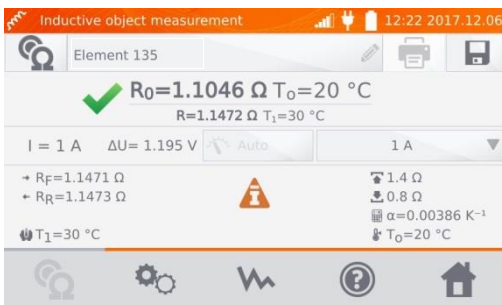 Inductive object measurement 12:22 2017.12.06
Element 135
R0=1.1046 Ω To=20 °C
R=1.1472 Ω T1=30 °C
I = 1 A ΔU= 1.195 V Auto 1 A
RF=1.1471 Ω 1.4 Ω
RR=1.1473 Ω 0.8 Ω
α=0.00386 K⁻¹
T1=30 °C To=20 °C